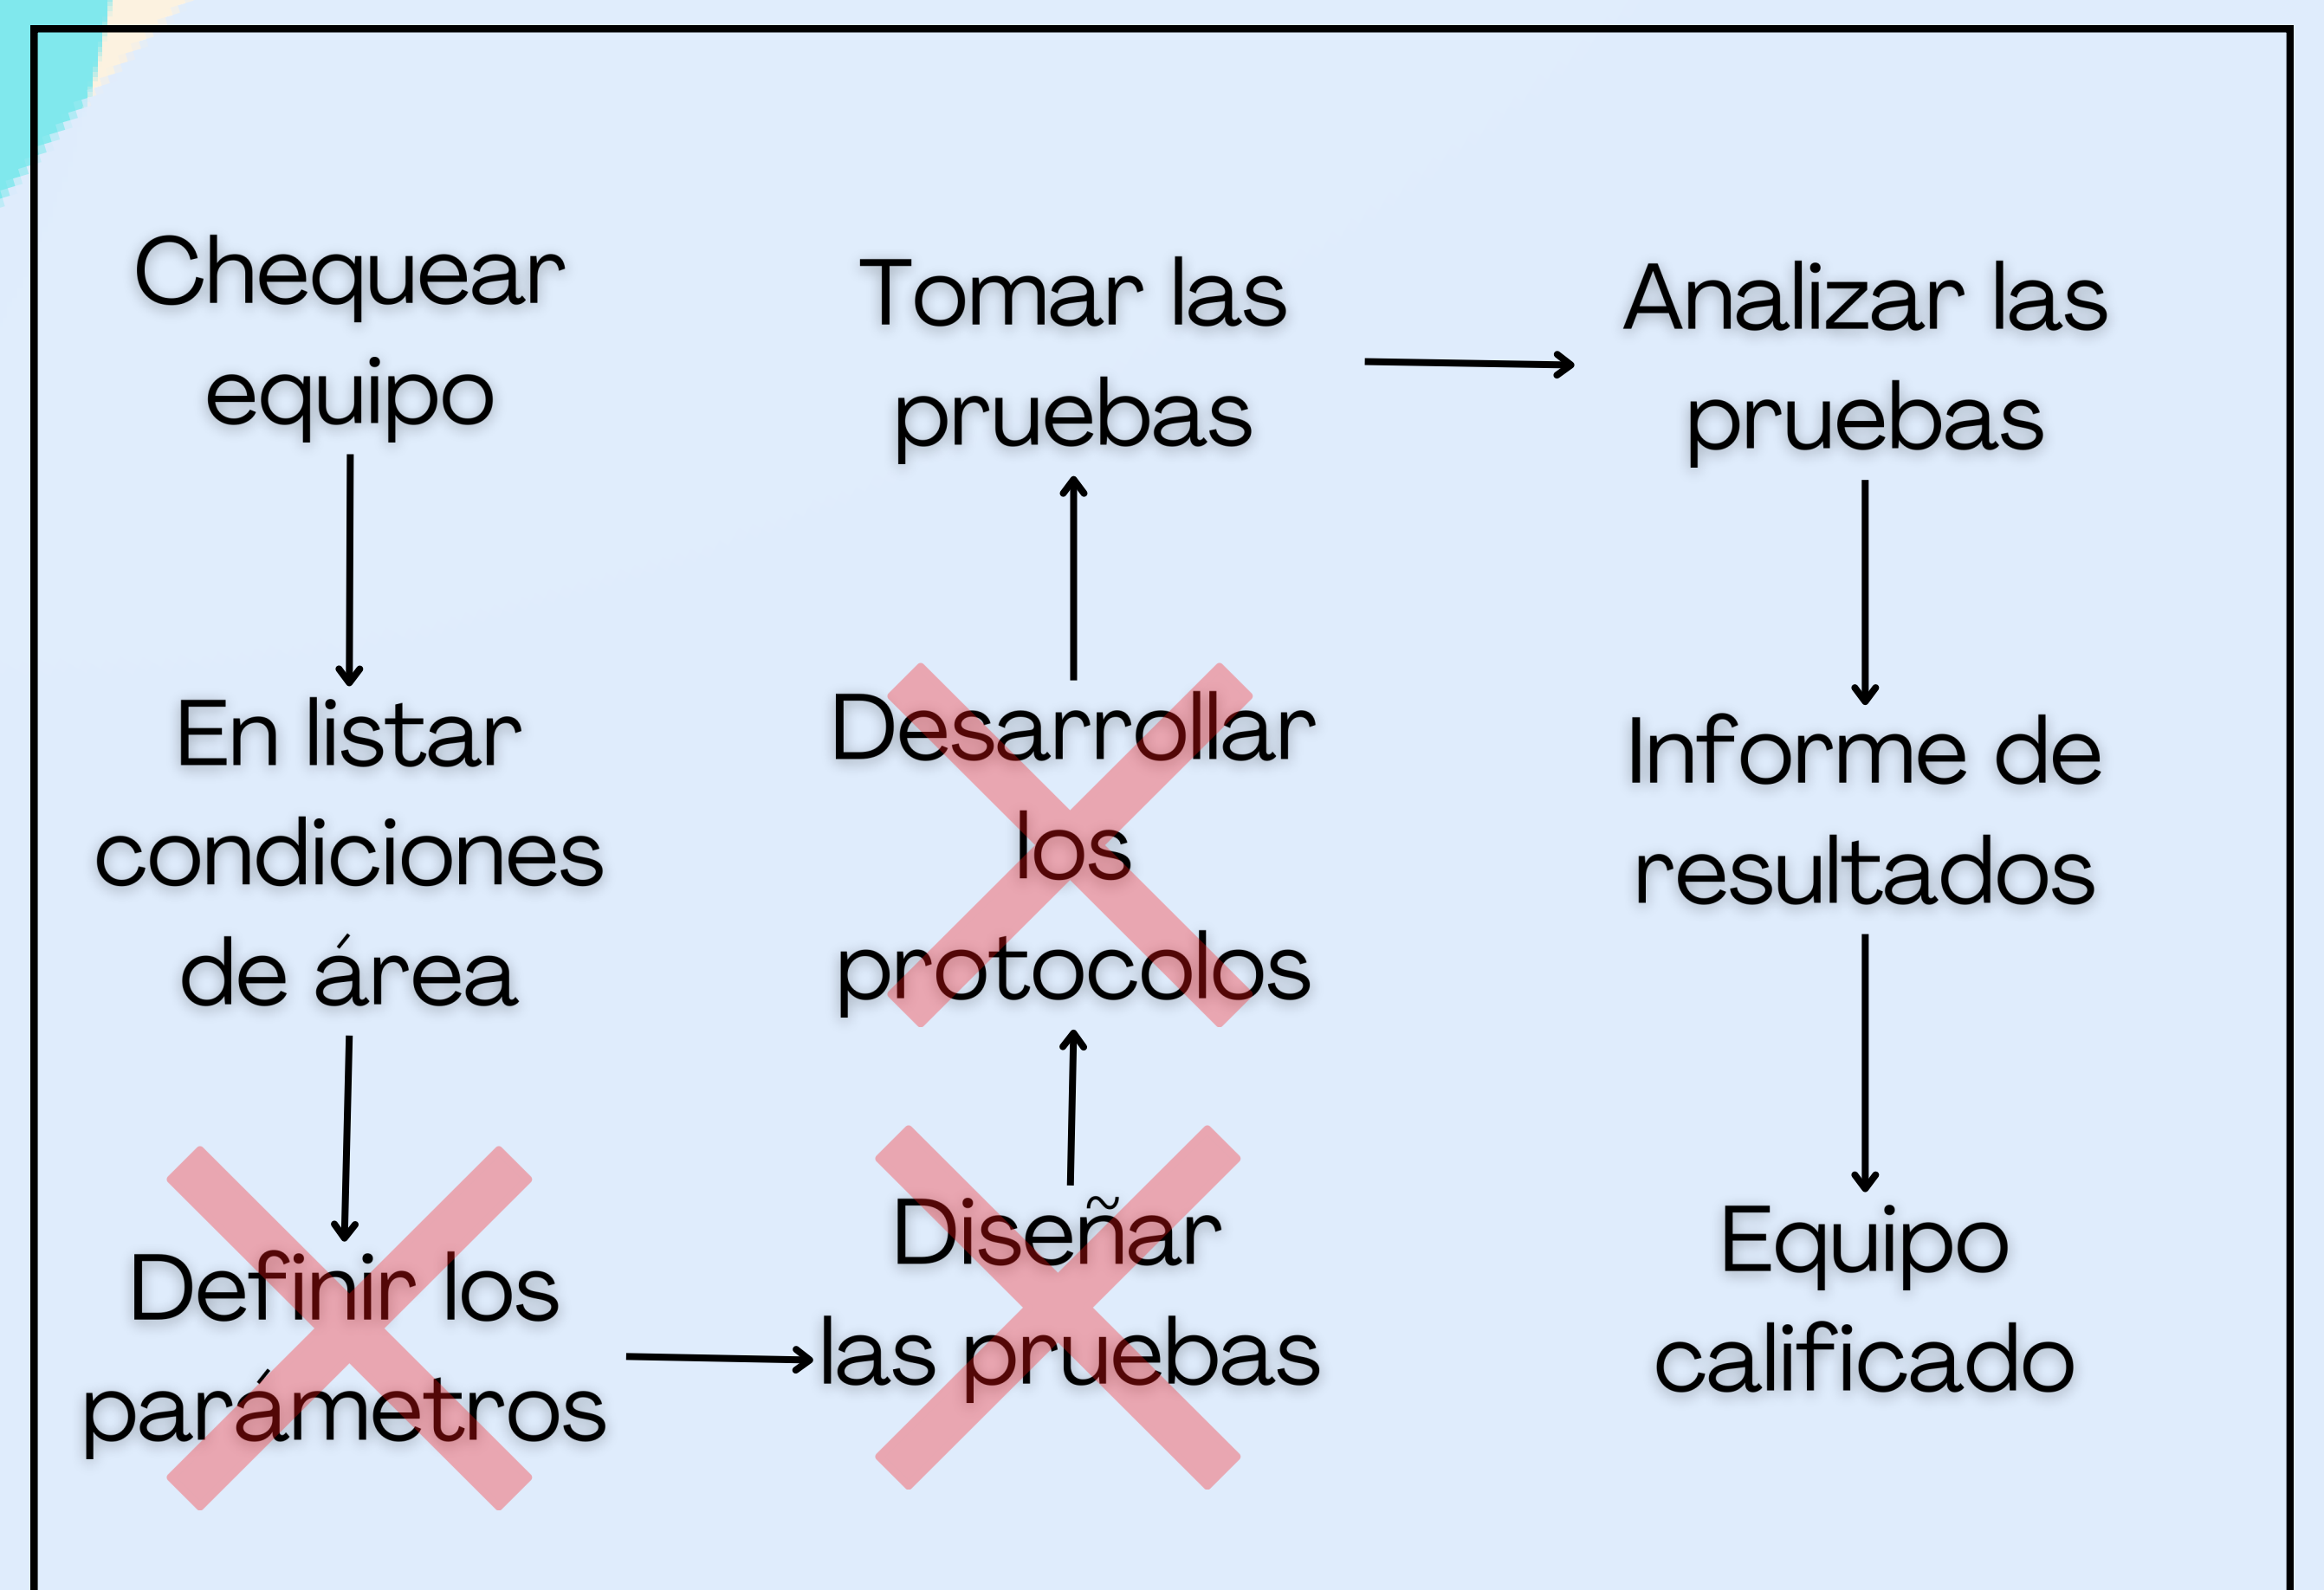 Chequear
equipo
En listar
condiciones
de área
Definir los
parámetros
Diseñar
las pruebas
Desarrollar
los
protocolos
Tomar las
pruebas
Analizar las
pruebas
Informe de
resultados
Equipo
calificado